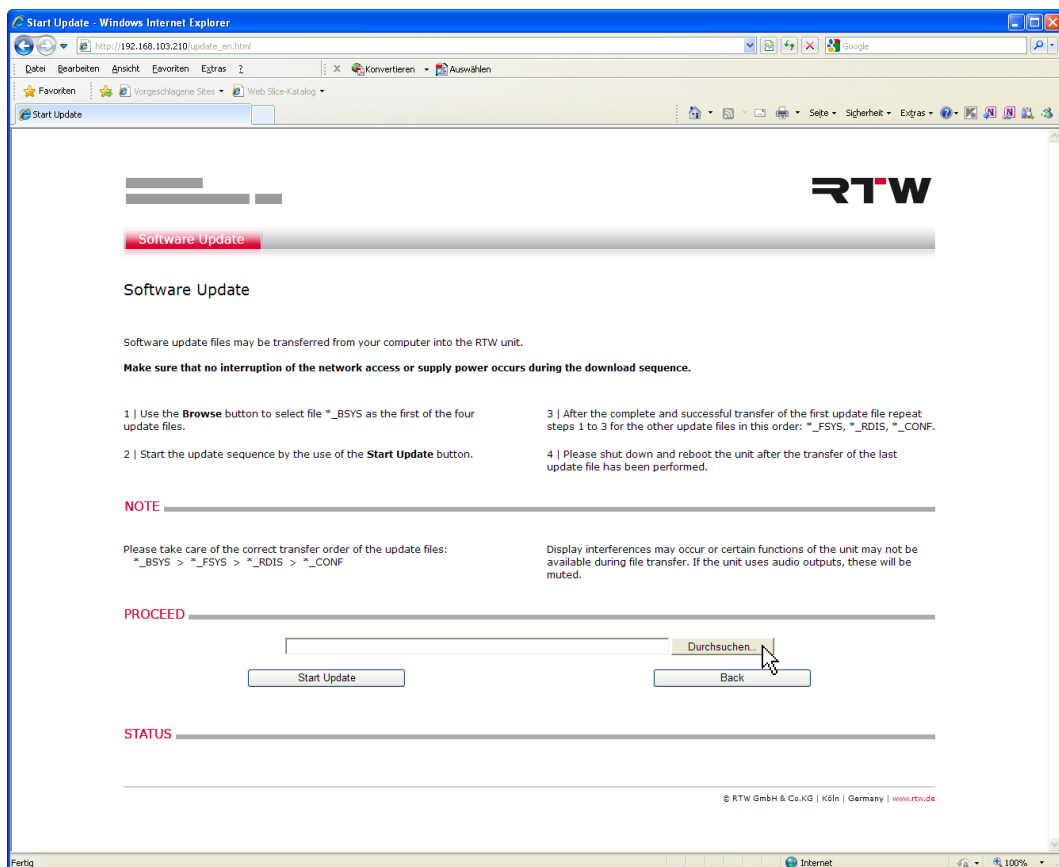 Start Update - Windows Internet Explorer
http://192.168.103.210/update_en.html
Google
Datei Bearbeiten Ansicht Favoriten Extras ?
X Konvertieren Auswählen
Favoriten Vorgeschlagene Sites Web Slice-Katalog
Start Update
Seite Sicherheit Extras
RTW
Software Update
Software Update
Software update files may be transferred from your computer into the RTW unit.
Make sure that no interruption of the network access or supply power occurs during the download sequence.
1 | Use the Browse button to select file *_BSYS as the first of the four
update files.
2 | Start the update sequence by the use of the Start Update button.
3 | After the complete and successful transfer of the first update file repeat
steps 1 to 3 for the other update files in this order: *_FSYS, *_RDIS, *_CONF.
4 | Please shut down and reboot the unit after the transfer of the last
update file has been performed.
NOTE
Please take care of the correct transfer order of the update files:
*_BSYS > *_FSYS > *_RDIS > *_CONF
Display interferences may occur or certain functions of the unit may not be
available during file transfer. If the unit uses audio outputs, these will be
muted.
PROCEED
Durchsuchen...
Start Update
Back
STATUS
© RTW GmbH & Co.KG | Köln | Germany | www.rtw.de
Fertig
Internet
100%